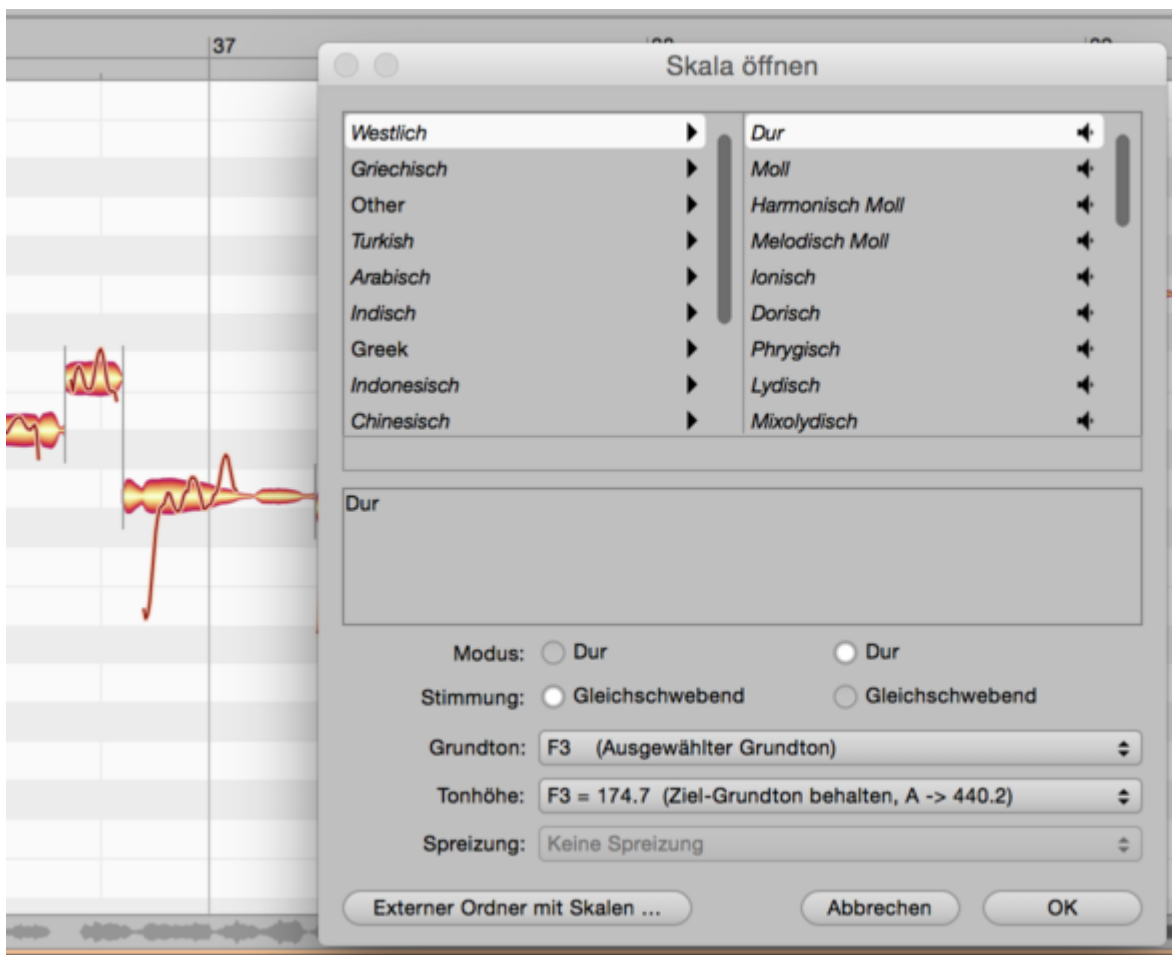 37
Skala öffnen
Westlich
Griechisch
Other
Turkish
Arabisch
Indisch
Greek
Indonesisch
Chinesisch
Dur
Moll
Harmonisch Moll
Melodisch Moll
Ionisch
Dorisch
Phrygisch
Lydisch
Mixolydisch
Dur
Modus: Dur Dur
Stimmung: Gleichschwebend Gleichschwebend
Grundton: F3 (Ausgewählter Grundton)
Tonhöhe: F3 = 174.7 (Ziel-Grundton behalten, A -> 440.2)
Spreizung: Keine Spreizung
Externer Ordner mit Skalen ... Abbrechen OK